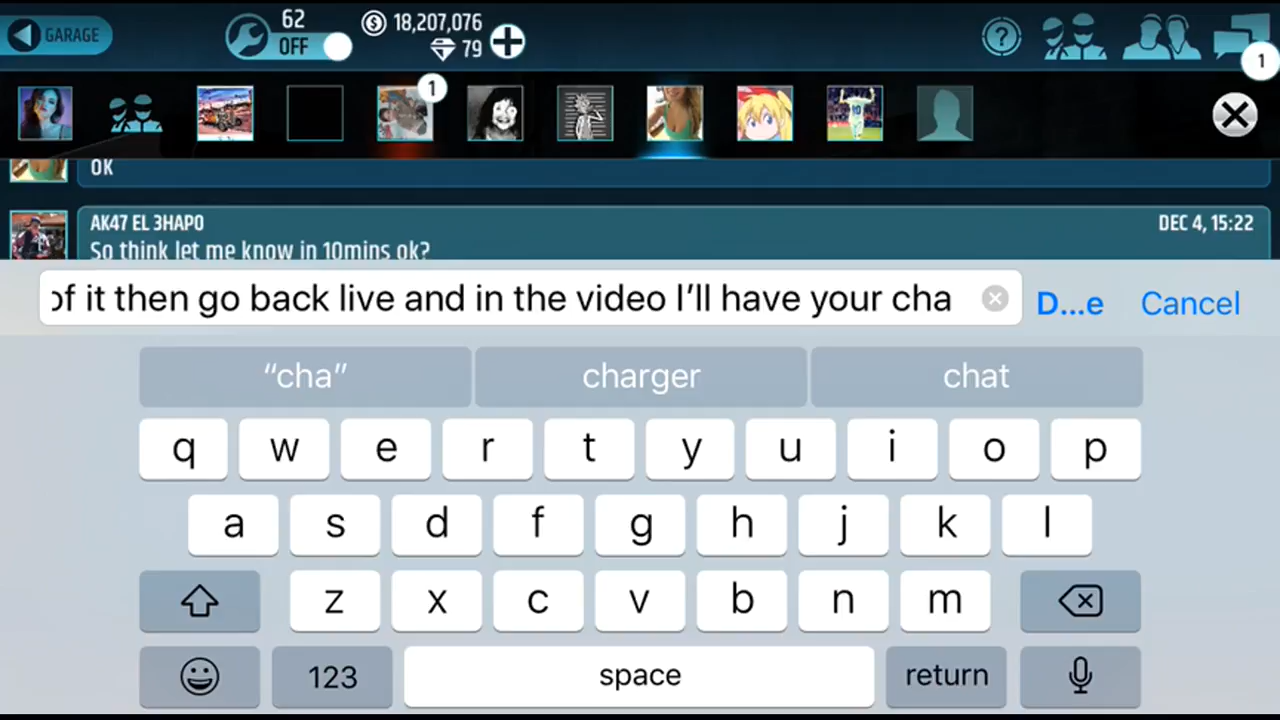 GARAGE
62
OFF
18,207,076
79
1
1
OK
AK47 EL 3HAPO
DEC 4, 15:22
So think let me know in 10mins ok?
of it then go back live and in the video I’ll have your cha
D...e
Cancel
“cha”
charger
chat
q w e r t y u i o p
a s d f g h j k l
z x c v b n m
123
space
return